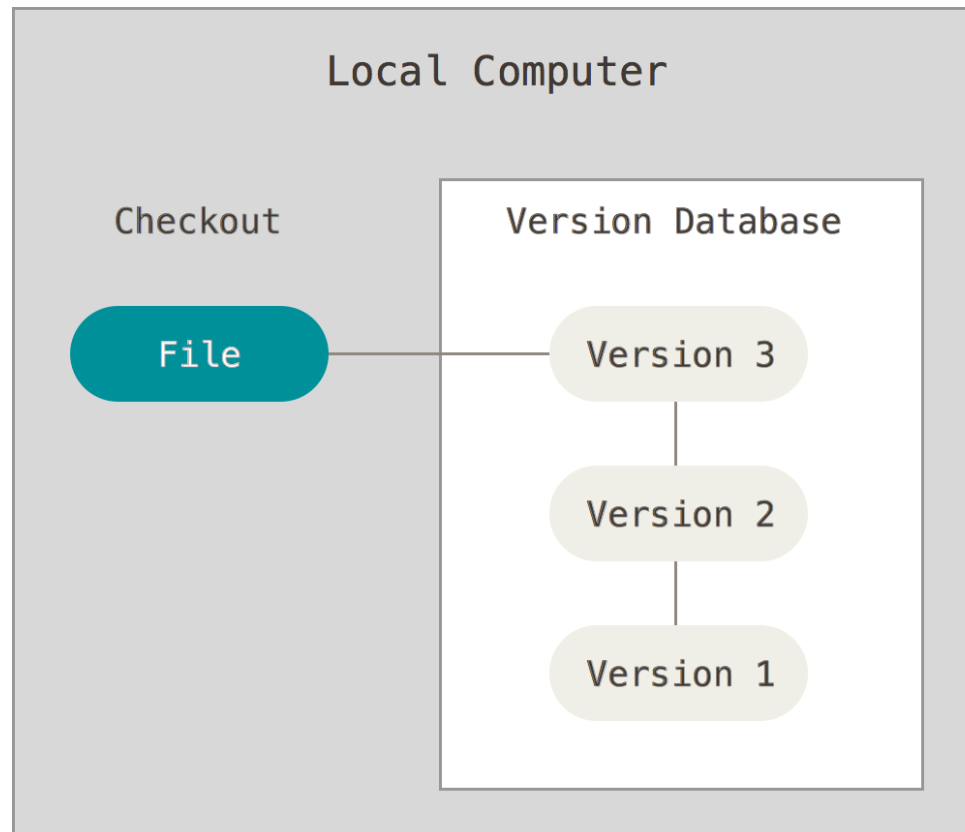 Local Computer
Checkout
Version Database
File
Version 3
Version 2
Version 1